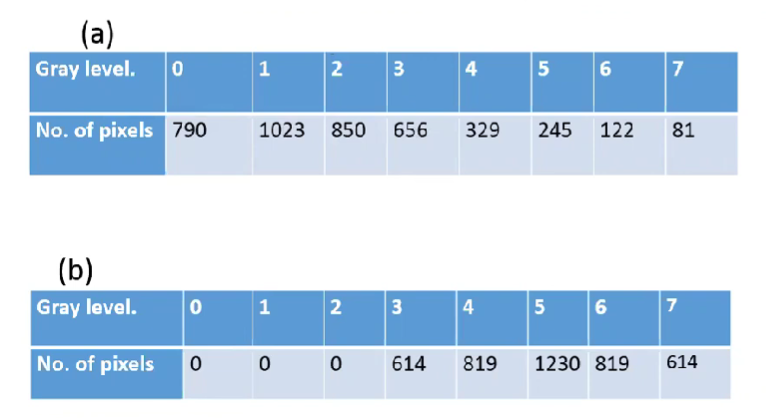 (a)
Gray level. 0 1 2 3 4 5 6 7
No. of pixels 790 1023 850 656 329 245 122 81
(b)
Gray level. 0 1 2 3 4 5 6 7
No. of pixels 0 0 0 614 819 1230 819 614